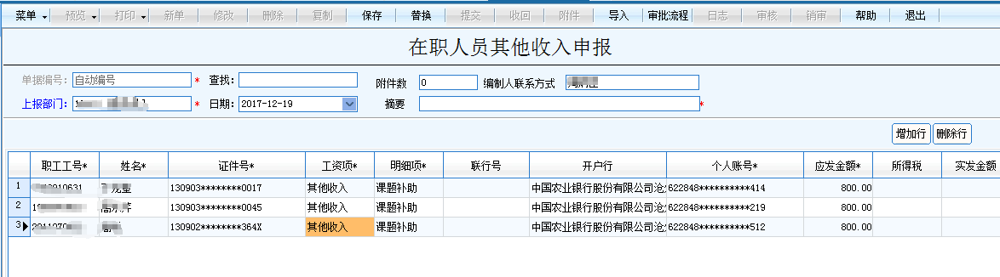 菜单 预览 打印 新单 修改 删除 复制 保存 替换 提交 收回 附件 导入 审批流程 日志 审核 销审 帮助 退出
在职人员其他收入申报
单据编号: 自动编号 * 查找: 附件数 0 编制人联系方式
上报部门: * 日期: 2017-12-19 摘要 *
增加行 删除行
职工工号* 姓名* 证件号* 工资项* 明细项* 联行号 开户行 个人账号* 应发金额* 所得税 实发金额
1 130903********0017 其他收入 课题补助 中国农业银行股份有限公司沧 622848***********414 800.00
2 130903********0045 其他收入 课题补助 中国农业银行股份有限公司沧 622848***********219 800.00
3 130902********364X 其他收入 课题补助 中国农业银行股份有限公司沧 622848***********512 800.00